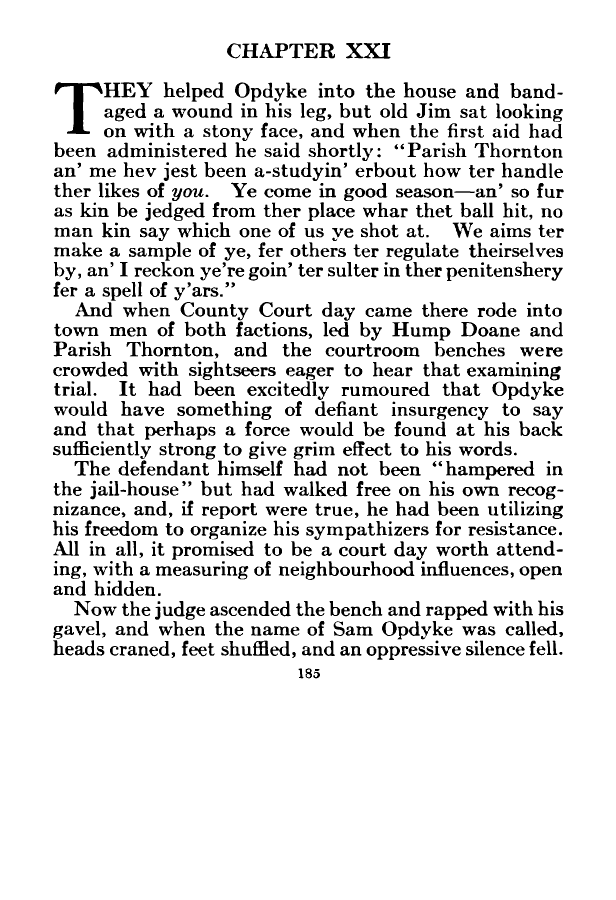 CHAPTER XXI
THEY helped Opdyke into the house and band-
aged a wound in his leg, but old Jim sat looking
on with a stony face, and when the first aid had
been administered he said shortly: "Parish Thornton
an' me hev jest been a-studyin' erbout how ter handle
ther likes of you. Ye come in good season—an' so fur
as kin be jedged from ther place whar thet ball hit, no
man kin say which one of us ye shot at. We aims ter
make a sample of ye, fer others ter regulate theirselves
by, an' I reckon ye're goin' ter sulter in ther penitenshery
fer a spell of y'ars."
And when County Court day came there rode into
town men of both factions, led by Hump Doane and
Parish Thornton, and the courtroom benches were
crowded with sightseers eager to hear that examining
trial. It had been excitedly rumoured that Opdyke
would have something of defiant insurgency to say
and that perhaps a force would be found at his back
sufficiently strong to give grim effect to his words.
The defendant himself had not been "hampered in
the jail-house" but had walked free on his own recog-
nizance, and, if report were true, he had been utilizing
his freedom to organize his sympathizers for resistance.
All in all, it promised to be a court day worth attend-
ing, with a measuring of neighbourhood influences, open
and hidden.
Now the judge ascended the bench and rapped with his
gavel, and when the name of Sam Opdyke was called,
heads craned, feet shuffled, and an oppressive silence fell.
185